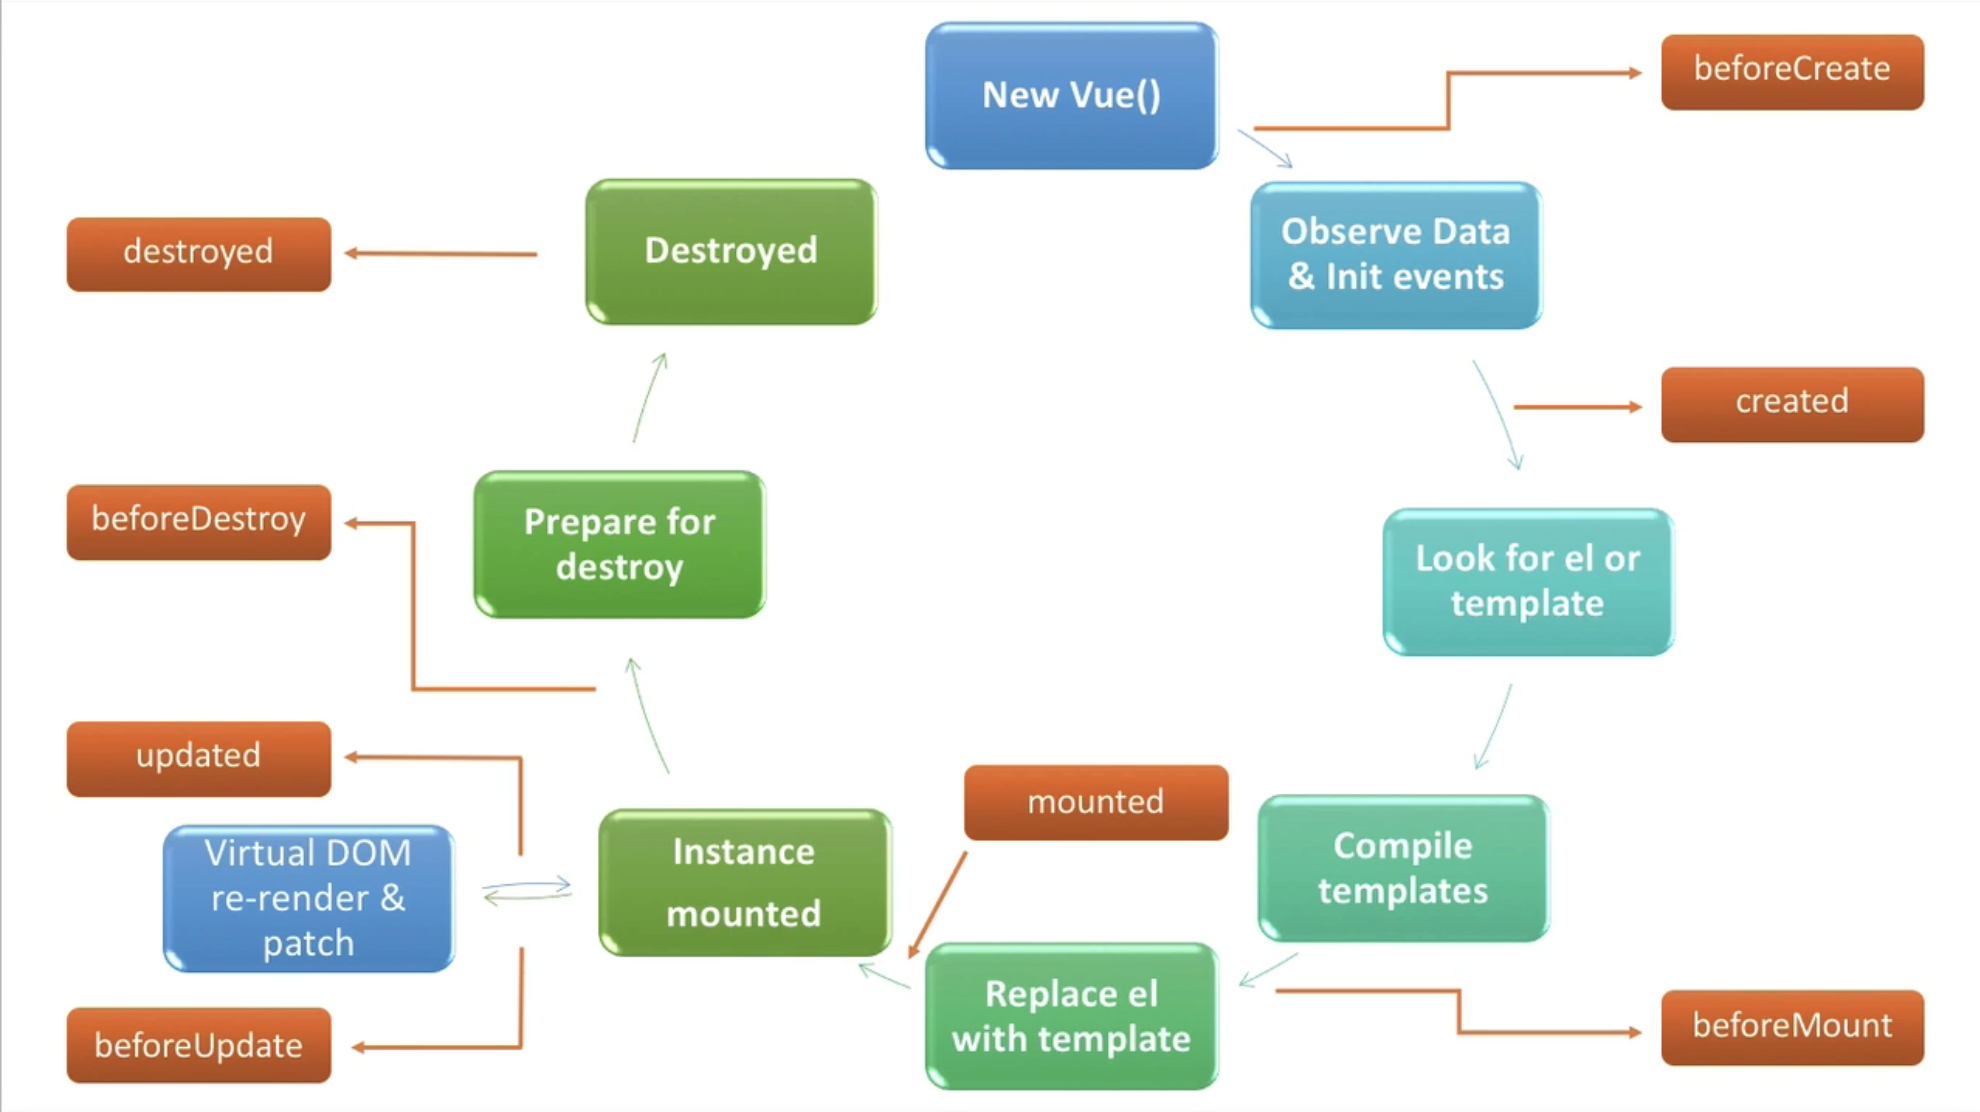 New Vue()
beforeCreate
Observe Data
& Init events
created
Look for el or
template
Compile
templates
beforeMount
Replace el
with template
mounted
Instance
mounted
Virtual DOM
re-render &
patch
beforeUpdate
updated
Prepare for
destroy
beforeDestroy
Destroyed
destroyed